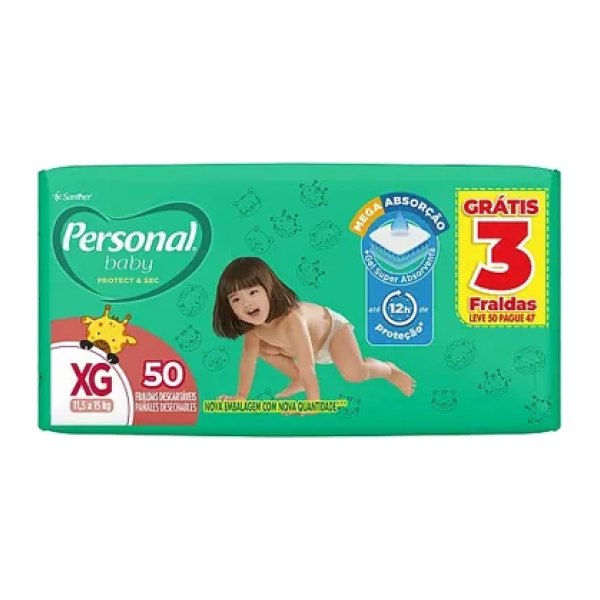 Santher
Personal
baby
PROTECT & SEC
XG
11,5 a 15 kg
50
FRALDAS DESCARTÁVEIS
PAÑALES DESECHABLES
NOVA EMBALAGEM COM NOVA QUANTIDADE***
MEGA ABSORÇÃO
*Gel Super Absorvente
até 12h* de
proteção*
GRÁTIS
3
Fraldas
LEVE 50 PAGUE 47